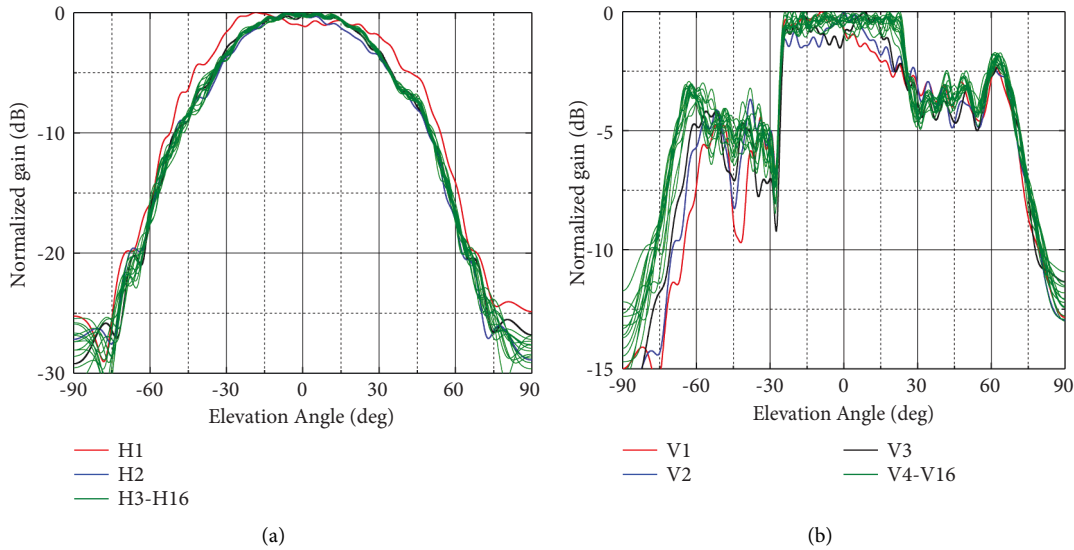 0
-10
-20
-30
Normalized gain (dB)
-90 -60 -30 0 30 60 90
Elevation Angle (deg)
H1
H2
H3-H16
(a)
0
-5
-10
-15
Normalized gain (dB)
-90 -60 -30 0 30 60 90
Elevation Angle (deg)
V1 V3
V2 V4-V16
(b)